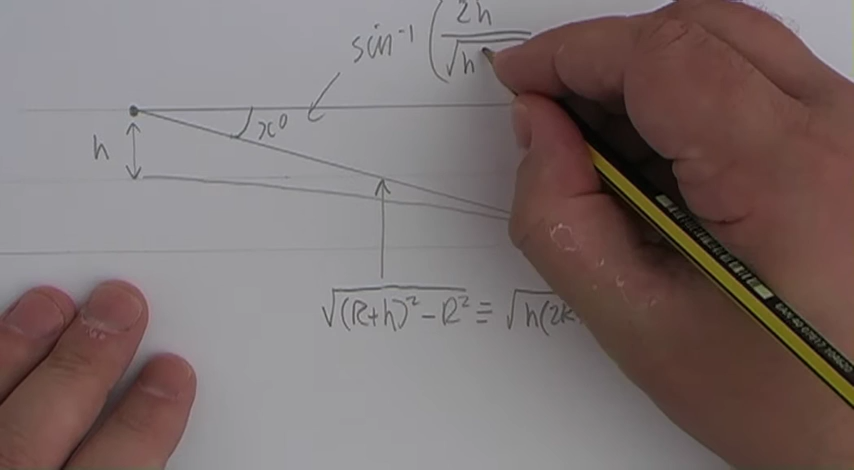 sin⁻¹ (2h
√h
x°
h
√(R+h)² − R² ≡ √h(2R